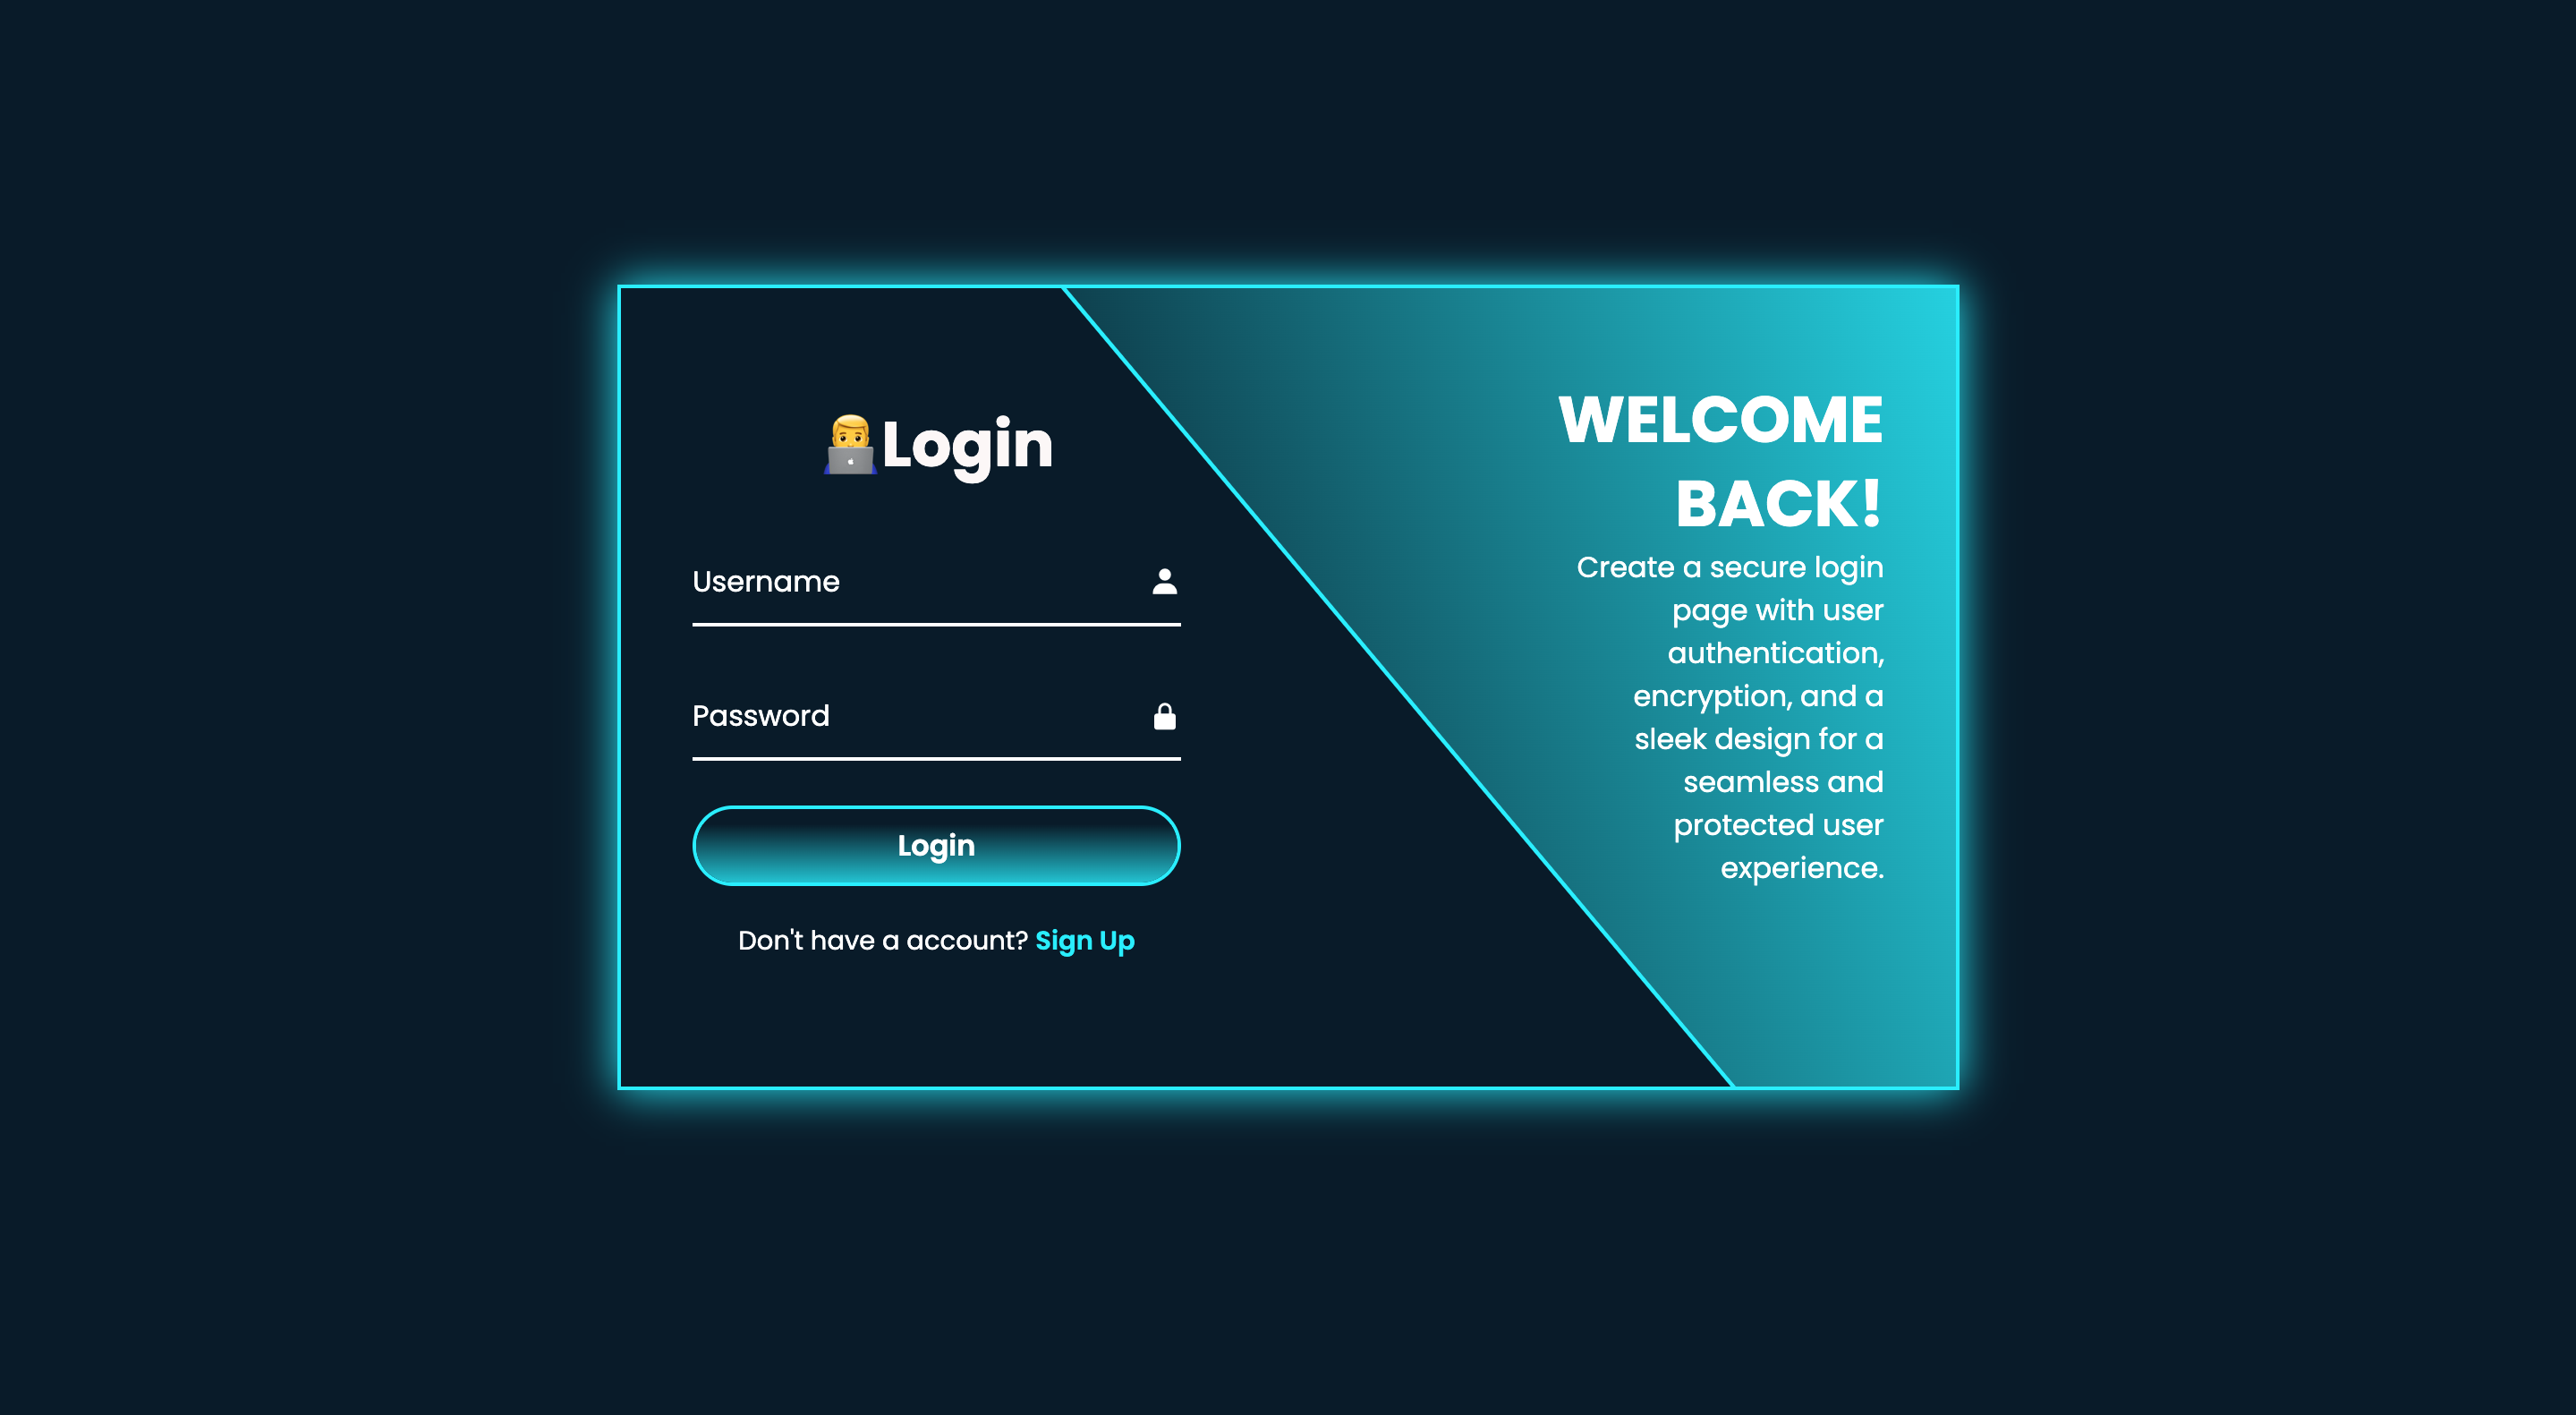 👨‍💻Login
Username
Password
Login
Don't have a account? Sign Up
WELCOME
BACK!
Create a secure login
page with user
authentication,
encryption, and a
sleek design for a
seamless and
protected user
experience.